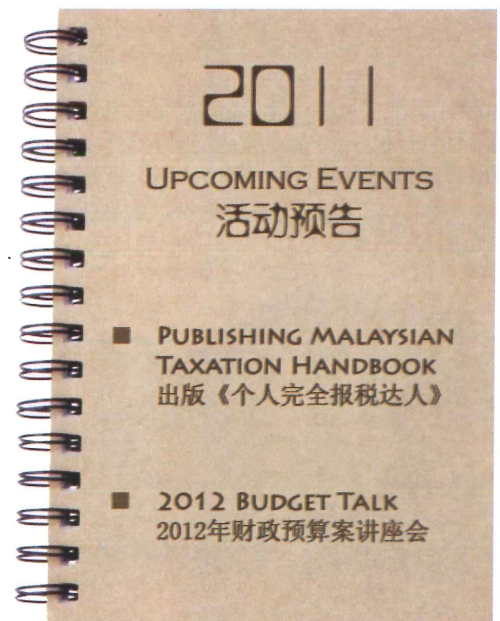 2011
UPCOMING EVENTS
活动预告
PUBLISHING MALAYSIAN
TAXATION HANDBOOK
出版《个人完全报税达人》
2012 BUDGET TALK
2012年财政预算案讲座会